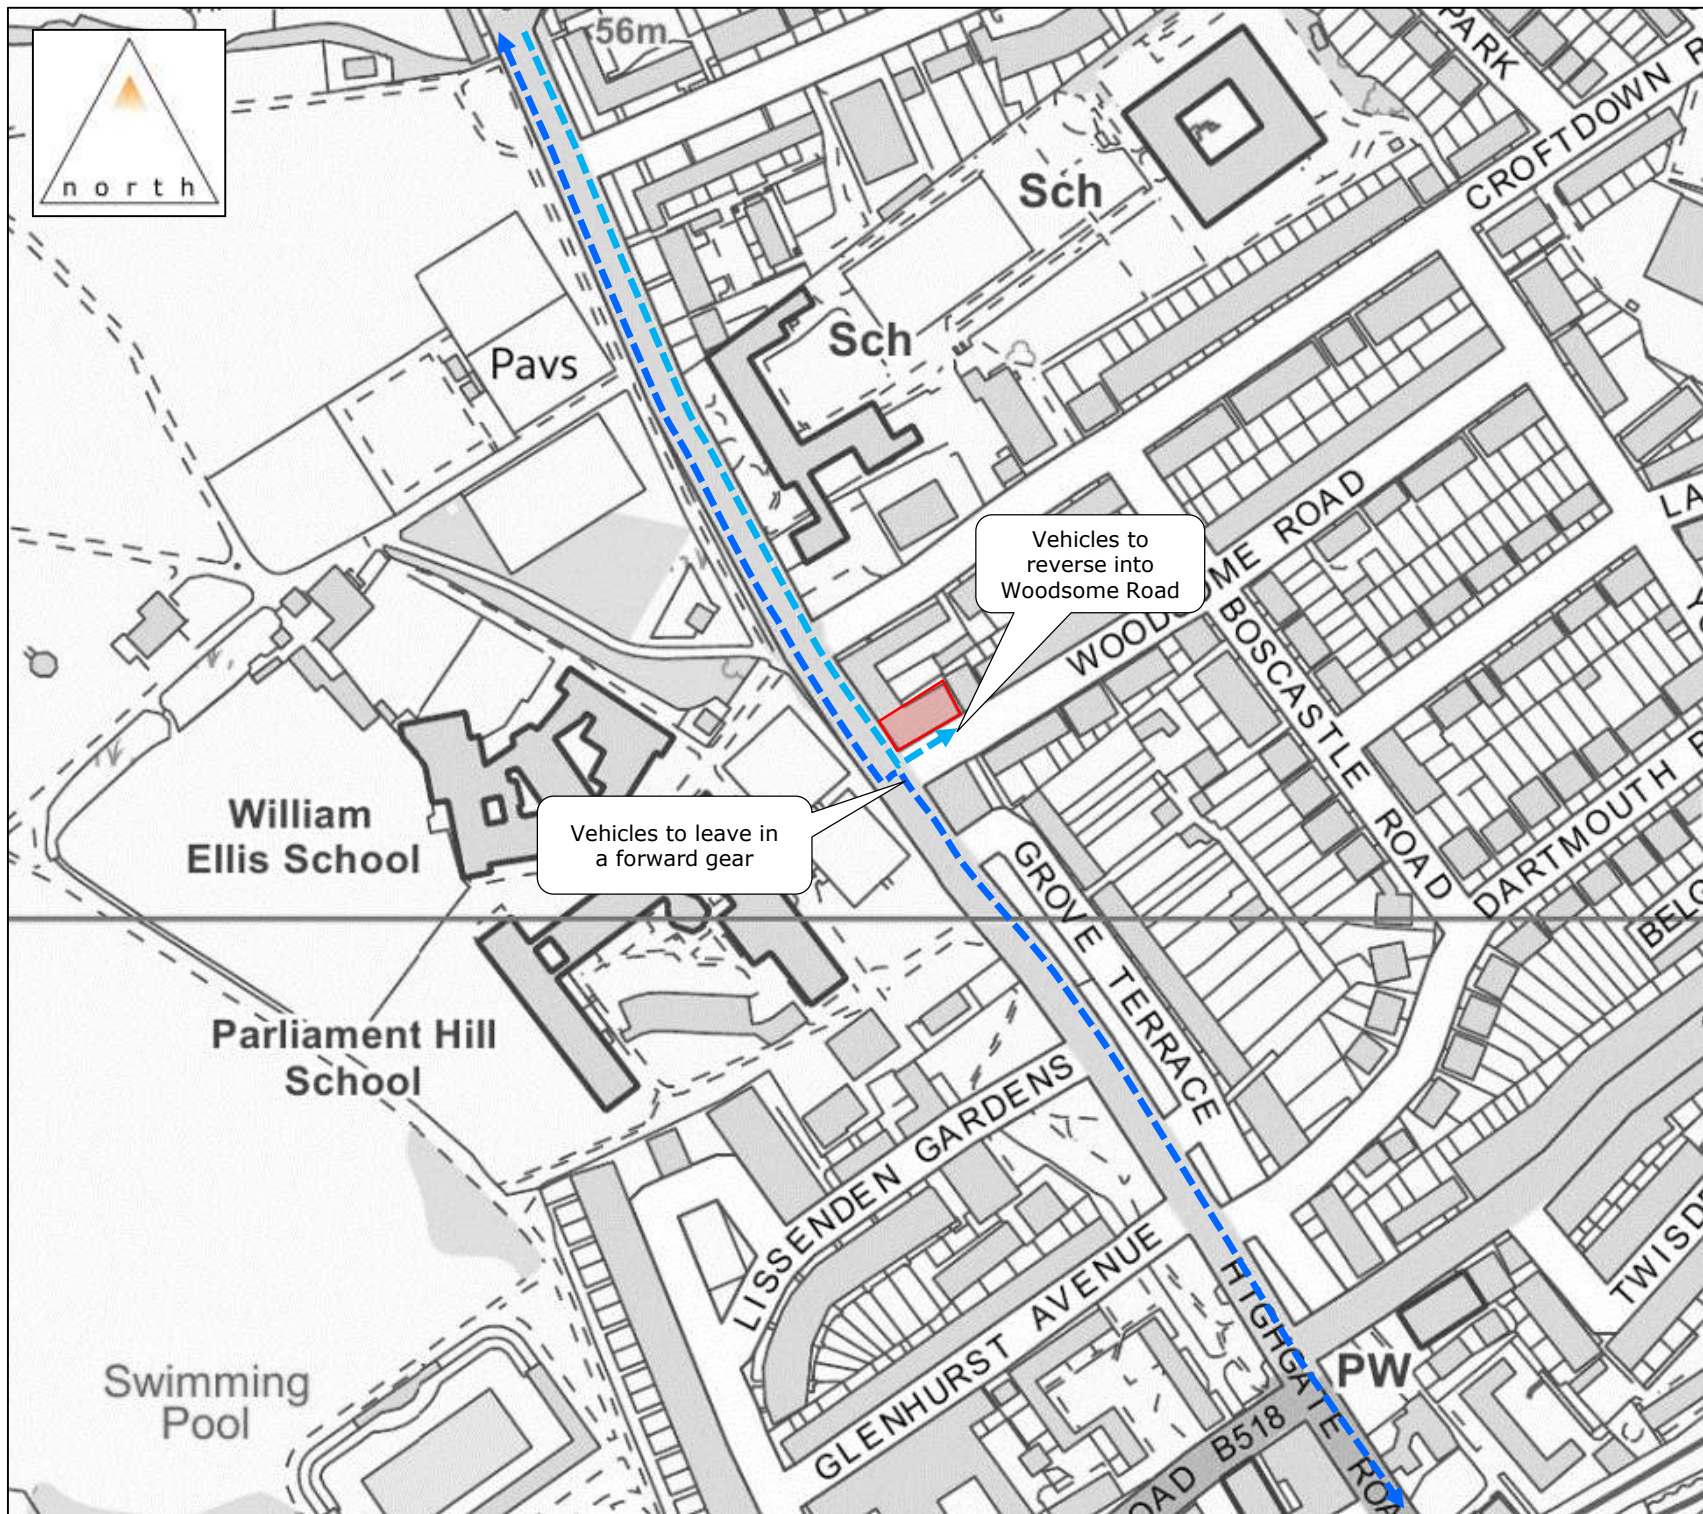 56m
north
PARK
CROFTDOWN
Sch
Sch
Pavs
WOODSOME ROAD
Vehicles to
reverse into
Woodsome Road
BOSCASTLE ROAD
DARTMOUTH
William
Ellis School
Vehicles to leave in
a forward gear
GROVE TERRACE
Parliament Hill
School
LISSENDEN GARDENS
GLENHURST AVENUE
HIGHGATE ROA
TWISD
PW
Swimming
Pool
OAD B518
BELG
LA